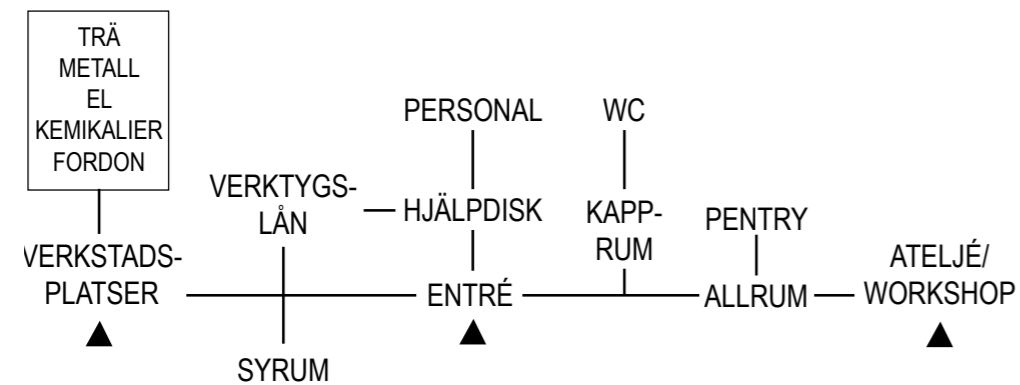 TRÄ
METALL
EL
KEMIKALIER
FORDON
PERSONAL
WC
VERKTYGS-
LÅN
HJÄLPDISK
KAPP-
RUM
PENTRY
VERKSTADS-
PLATSER
ENTRÉ
ALLRUM
ATELJÉ/
WORKSHOP
SYRUM